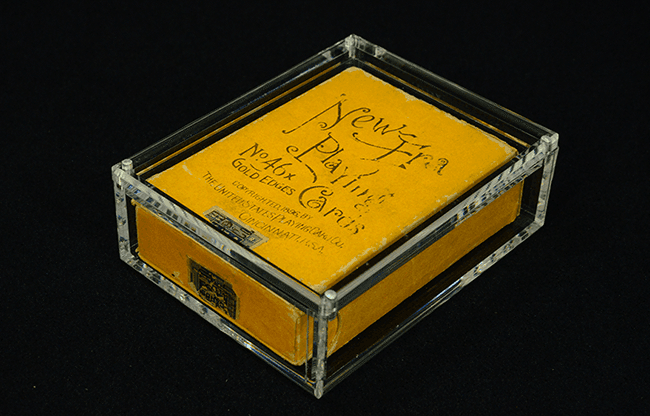 New Era
Playing
Cards
No. 46x
GOLD EDGES
COPYRIGHTED, 1896, BY
THE UNITED STATES PLAYING CARD CO.
CINCINNATI, U.S.A.